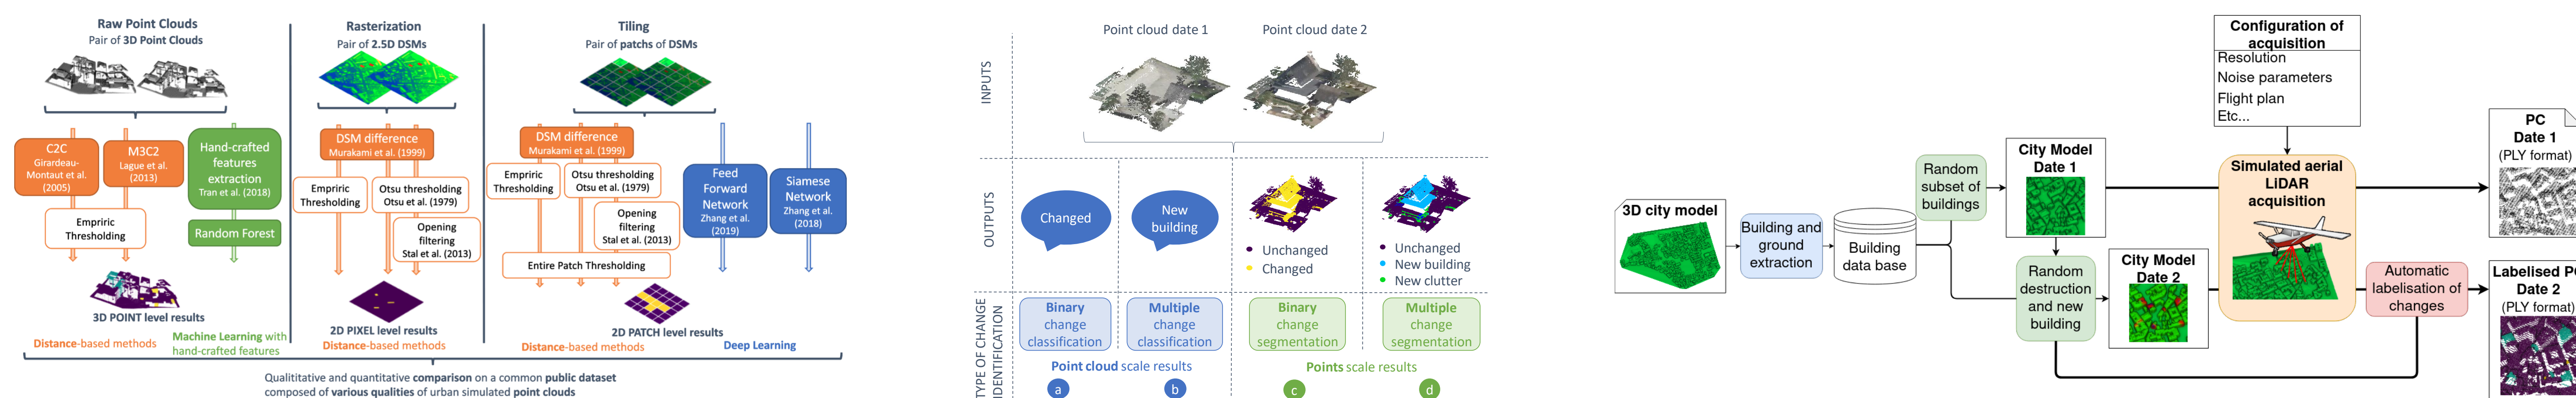 Raw Point Clouds
Pair of 3D Point Clouds
C2C
Girardeau-
Montaut et al.
(2005)
M3C2
Lague et al.
(2013)
Hand-crafted
features
extraction
Tran et al. (2018)
Empriric
Thresholding
Random Forest
3D POINT level results
Distance-based methods
Machine Learning with
hand-crafted features
Rasterization
Pair of 2.5D DSMs
DSM difference
Murakami et al. (1999)
Empriric
Thresholding
Otsu thresholding
Otsu et al. (1979)
Opening
filtering
Stal et al. (2013)
2D PIXEL level results
Distance-based methods
Tiling
Pair of patchs of DSMs
DSM difference
Murakami et al. (1999)
Empriric
Thresholding
Otsu thresholding
Otsu et al. (1979)
Opening
filtering
Stal et al. (2013)
Entire Patch Thresholding
Feed
Forward
Network
Zhang et al.
(2019)
Siamese
Network
Zhang et al.
(2018)
2D PATCH level results
Distance-based methods
Deep Learning
Qualititative and quantitative comparison on a common public dataset
composed of various qualities of urban simulated point clouds
INPUTS
Point cloud date 1
Point cloud date 2
OUTPUTS
Changed
New
building
Unchanged
Changed
Unchanged
New building
New clutter
TYPE OF CHANGE
IDENTIFICATION
Binary
change
classification
Multiple
change
classification
Binary
change
segmentation
Multiple
change
segmentation
Point cloud scale results
Points scale results
a
b
c
d
3D city model
Building and
ground
extraction
Building
data base
Random
subset of
buildings
City Model
Date 1
Random
destruction
and new
building
City Model
Date 2
Configuration of
acquisition
Resolution
Noise parameters
Flight plan
Etc...
Simulated aerial
LiDAR
acquisition
Automatic
labelisation of
changes
PC
Date 1
(PLY format)
Labelised P
Date 2
(PLY format)